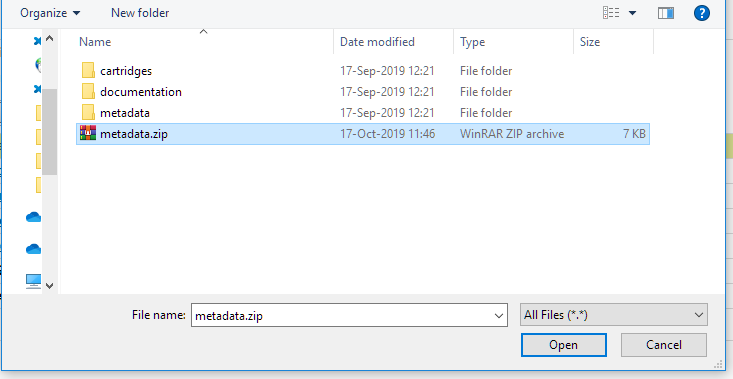 Organize New folder
Name Date modified Type Size
cartridges 17-Sep-2019 12:21 File folder
documentation 17-Sep-2019 12:21 File folder
metadata 17-Sep-2019 12:21 File folder
metadata.zip 17-Oct-2019 11:46 WinRAR ZIP archive 7 KB
File name: metadata.zip All Files (*.*)
Open Cancel